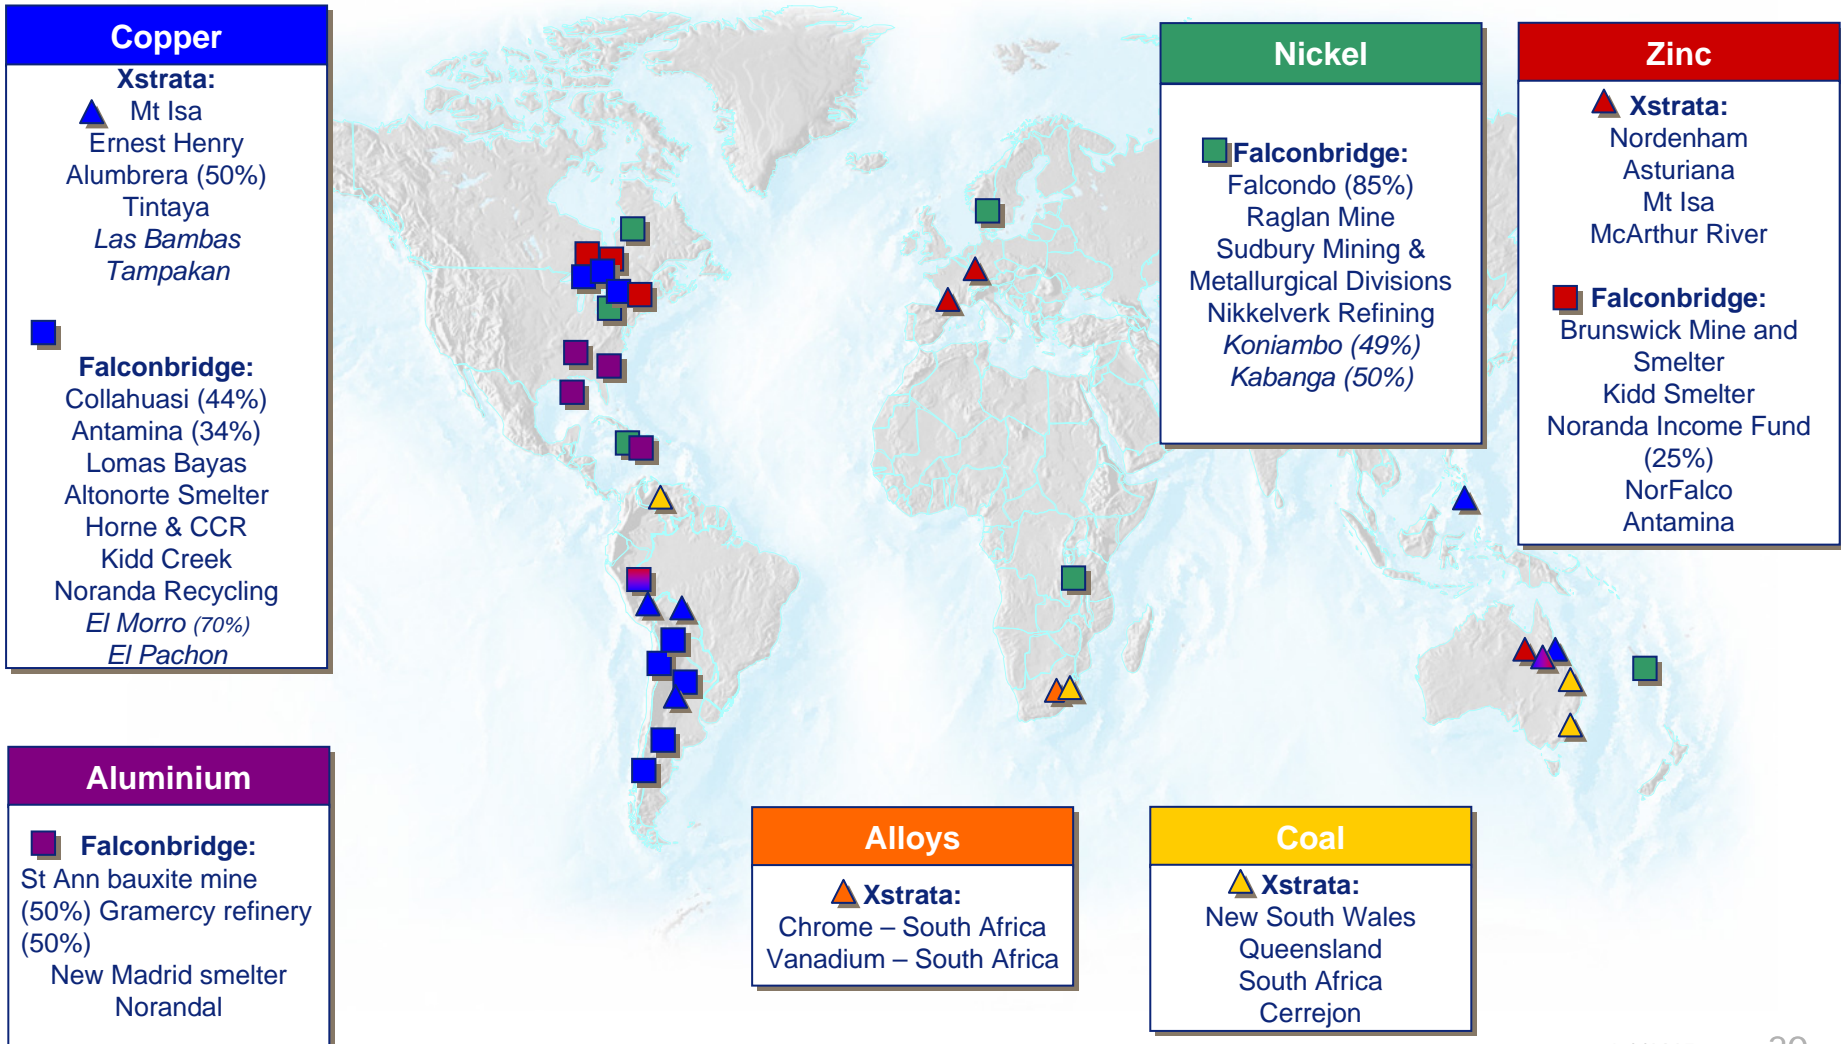 Copper
Xstrata:
Mt Isa
Ernest Henry
Alumbrera (50%)
Tintaya
Las Bambas
Tampakan
Falconbridge:
Collahuasi (44%)
Antamina (34%)
Lomas Bayas
Altonorte Smelter
Horne & CCR
Kidd Creek
Noranda Recycling
El Morro (70%)
El Pachon
Aluminium
Falconbridge:
St Ann bauxite mine
(50%) Gramercy refinery
(50%)
New Madrid smelter
Norandal
Nickel
Falconbridge:
Falcondo (85%)
Raglan Mine
Sudbury Mining &
Metallurgical Divisions
Nikkelverk Refining
Koniambo (49%)
Kabanga (50%)
Zinc
Xstrata:
Nordenham
Asturiana
Mt Isa
McArthur River
Falconbridge:
Brunswick Mine and
Smelter
Kidd Smelter
Noranda Income Fund
(25%)
NorFalco
Antamina
Alloys
Xstrata:
Chrome – South Africa
Vanadium – South Africa
Coal
Xstrata:
New South Wales
Queensland
South Africa
Cerrejon